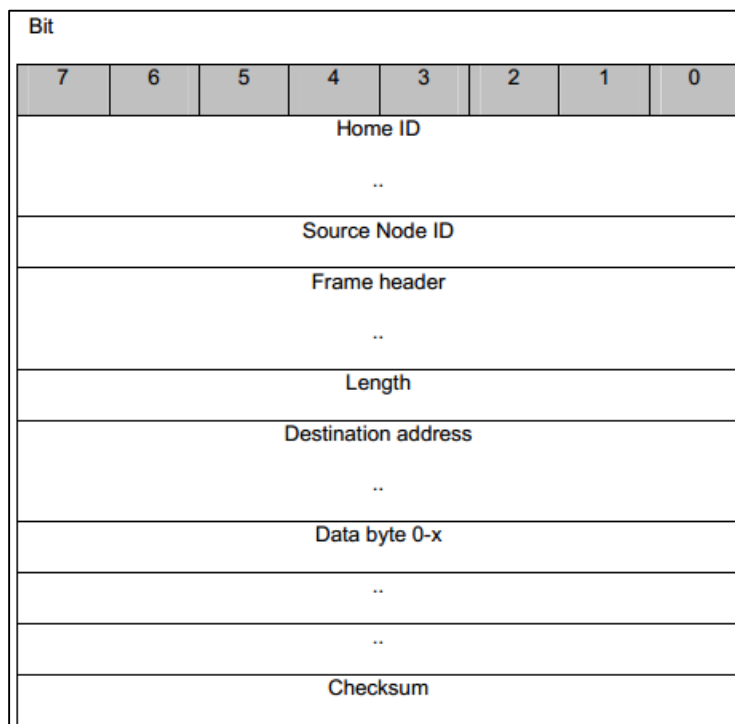 Bit
7 6 5 4 3 2 1 0
Home ID
..
Source Node ID
Frame header
..
Length
Destination address
..
Data byte 0-x
..
..
Checksum